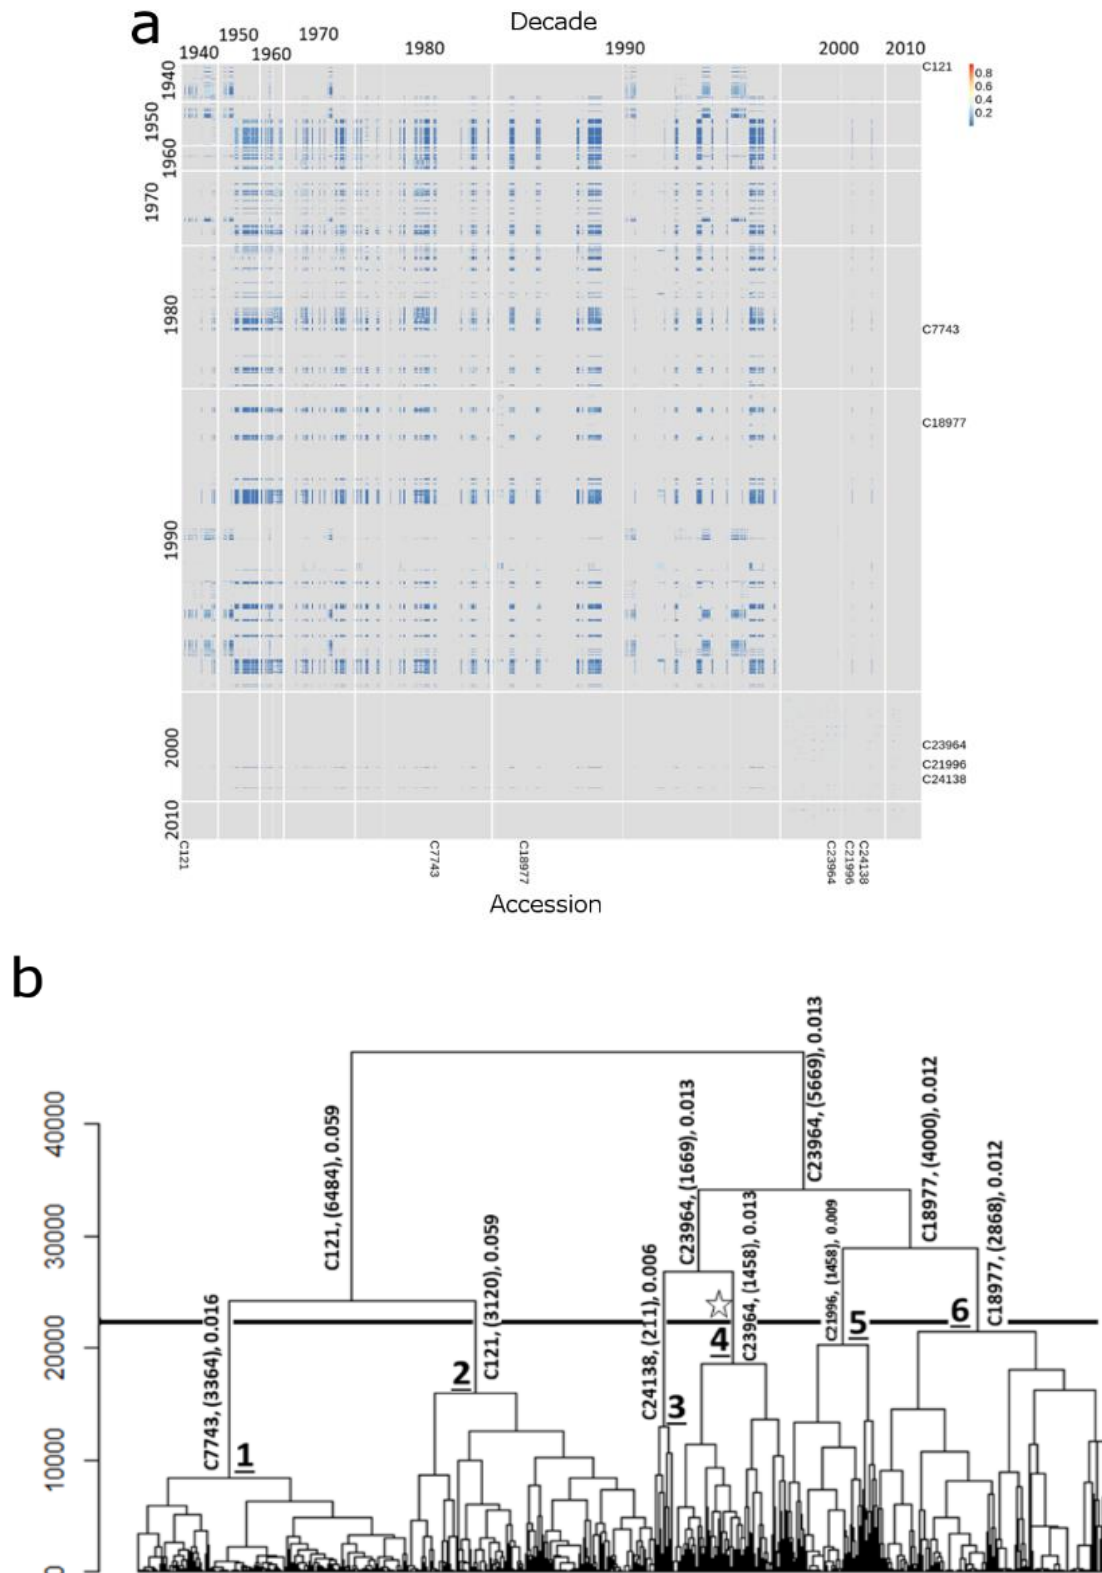 a
Decade
1940
1950
1960
1970
1980
1990
2000
2010
1940
1950
1960
1970
1980
1990
2000
2010
C121
C7743
C18977
C23964
C21996
C24138
0.8
0.6
0.4
0.2
C121
C7743
C18977
C23964
C21996
C24138
Accession
b
40000
30000
20000
10000
C121, (6484), 0.059
C23964, (5669), 0.013
C7743, (3364), 0.016
C121, (3120), 0.059
C23964, (1669), 0.013
C18977, (4000), 0.012
C24138, (211), 0.006
C23964, (1458), 0.013
C21996, (1458), 0.009
C18977, (2868), 0.012
1
2
3
4
5
6